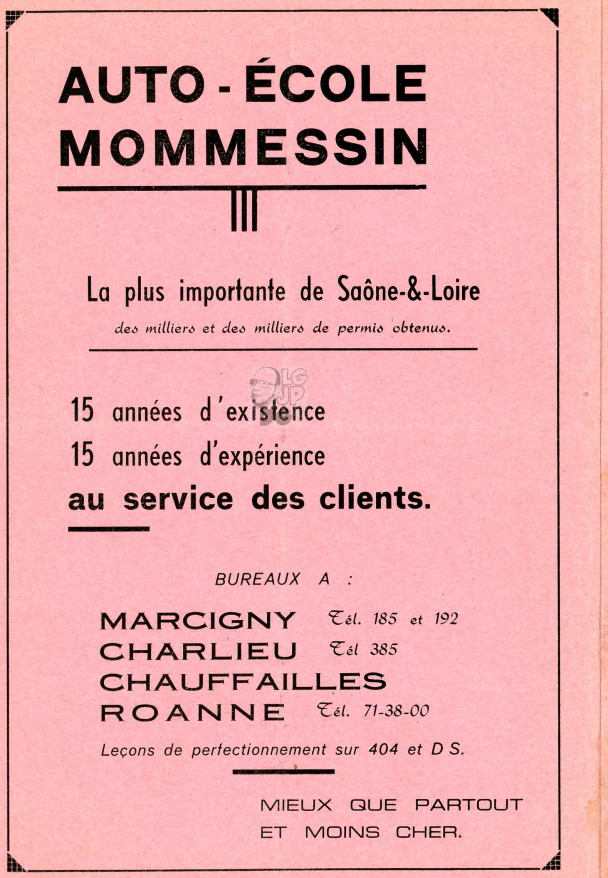 AUTO - ÉCOLE
MOMMESSIN
La plus importante de Saône-&-Loire
des milliers et des milliers de permis obtenus.
LG
JP
15 années d'existence
15 années d'expérience
au service des clients.
BUREAUX A :
MARCIGNY Tél. 185 et 192
CHARLIEU Tél 385
CHAUFFAILLES
ROANNE Tél. 71-38-00
Leçons de perfectionnement sur 404 et D S.
MIEUX QUE PARTOUT
ET MOINS CHER.